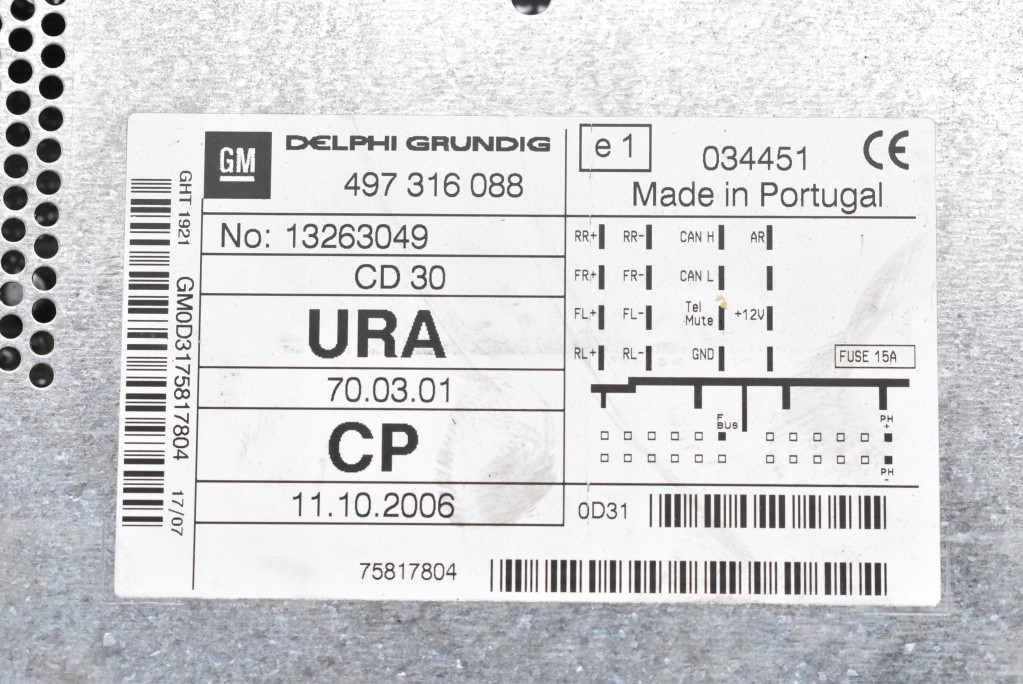 GM
DELPHI GRUNDIG
497 316 088
e 1
034451
CE
Made in Portugal
GHT 1921
GM0D3175817804
17/07
No: 13263049
CD 30
URA
70.03.01
CP
11.10.2006
RR+ RR- CAN H AR
FR+ FR- CAN L
FL+ FL- Tel Mute +12V
RL+ RL- GND
FUSE 15A
F BUS
PH +
PH -
0D31
75817804